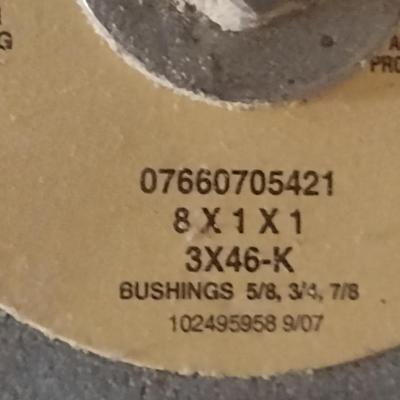 07660705421
8 X 1 X 1
3X46-K
BUSHINGS 5/8, 3/4, 7/8
102495958 9/07